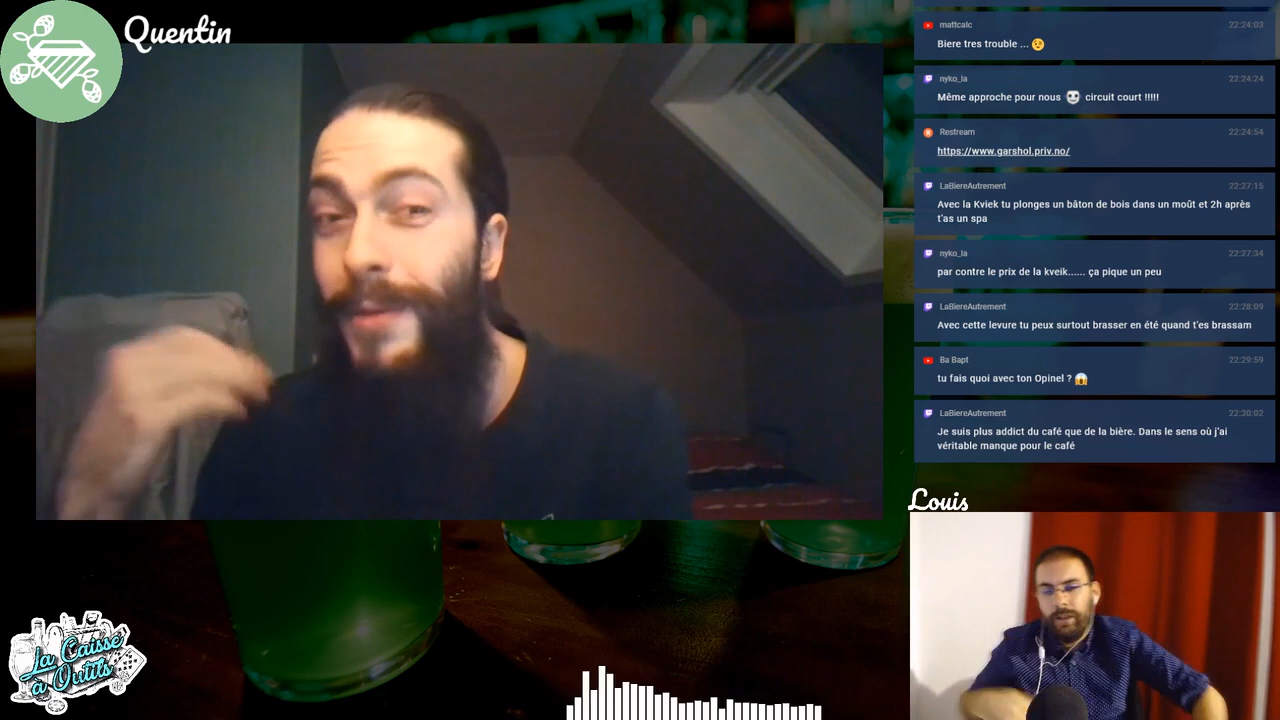 Quentin
mattcalc 22:24:03
Biere tres trouble ... 🥺
nyko_la 22:24:24
Même approche pour nous 💀 circuit court !!!!!
Restream 22:24:54
https://www.garshol.priv.no/
LaBiereAutrement 22:27:15
Avec la Kviek tu plonges un bâton de bois dans un moût et 2h après
t'as un spa
nyko_la 22:27:34
par contre le prix de la kveik...... ça pique un peu
LaBiereAutrement 22:28:09
Avec cette levure tu peux surtout brasser en été quand t'es brassam
Ba Bapt 22:29:59
tu fais quoi avec ton Opinel ? 😱
LaBiereAutrement 22:30:02
Je suis plus addict du café que de la bière. Dans le sens où j'ai
véritable manque pour le café
Louis
La Caisse
à Outils